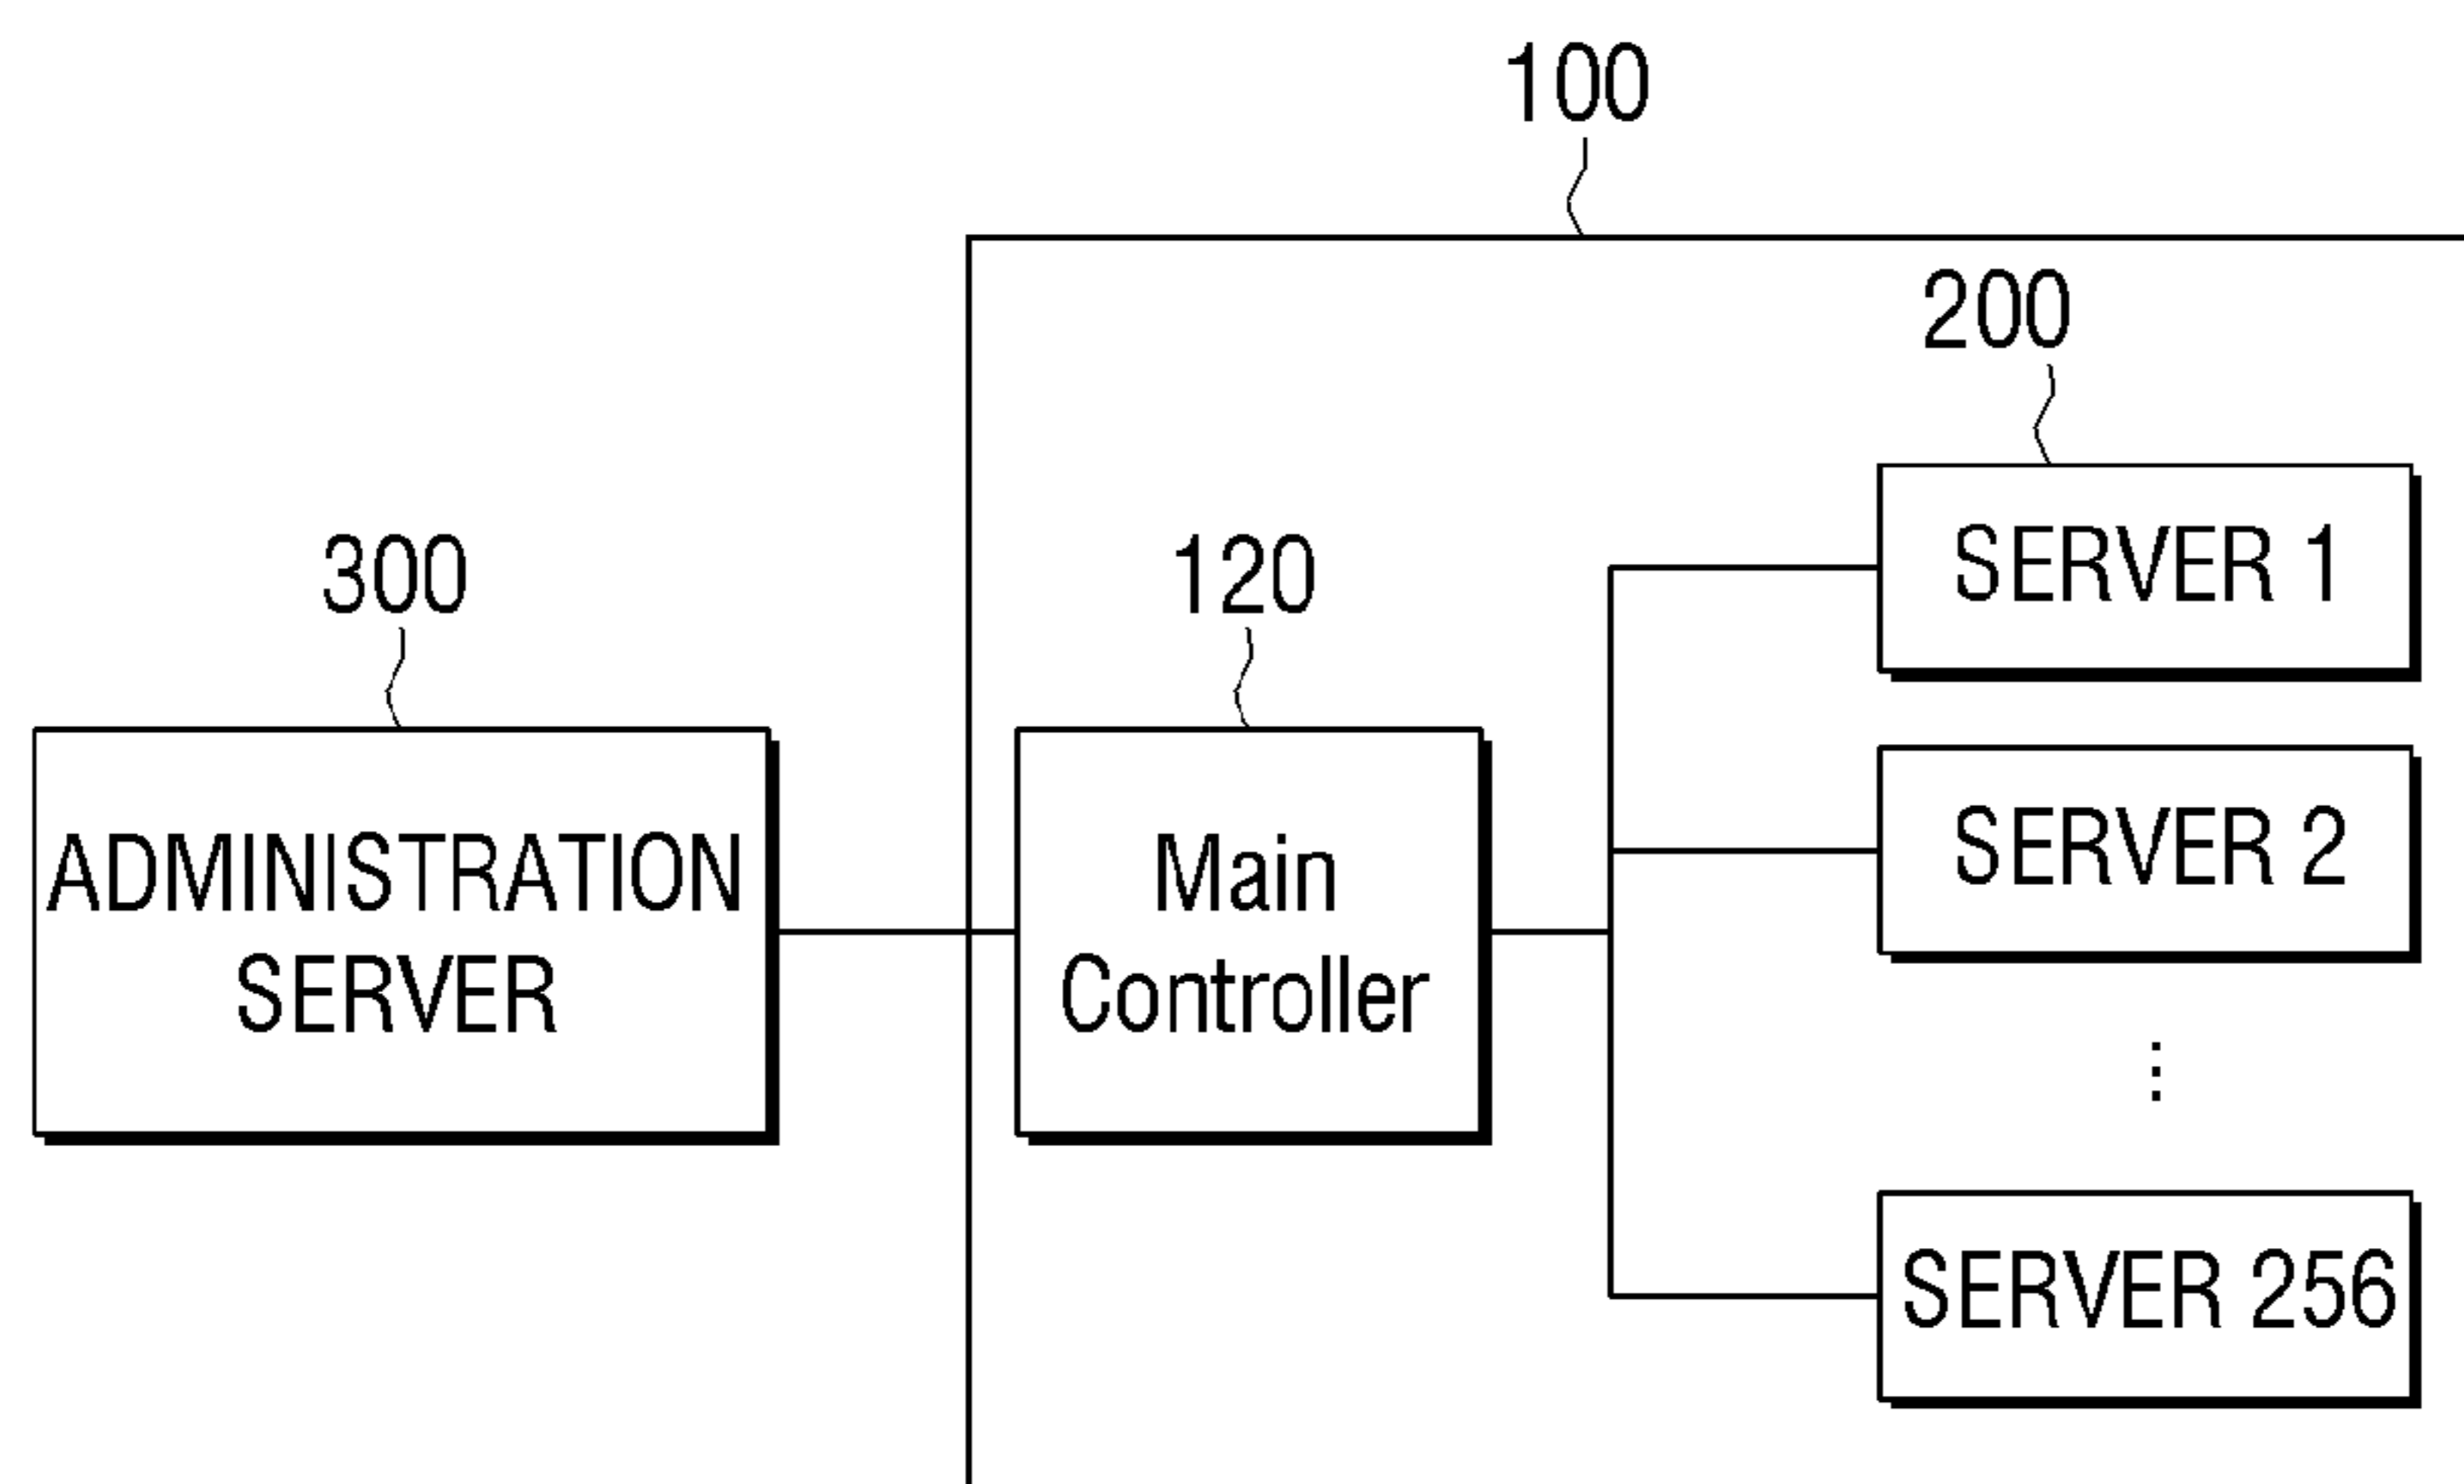 100
200
300
120
SERVER 1
ADMINISTRATION
SERVER
Main
Controller
SERVER 2
SERVER 256